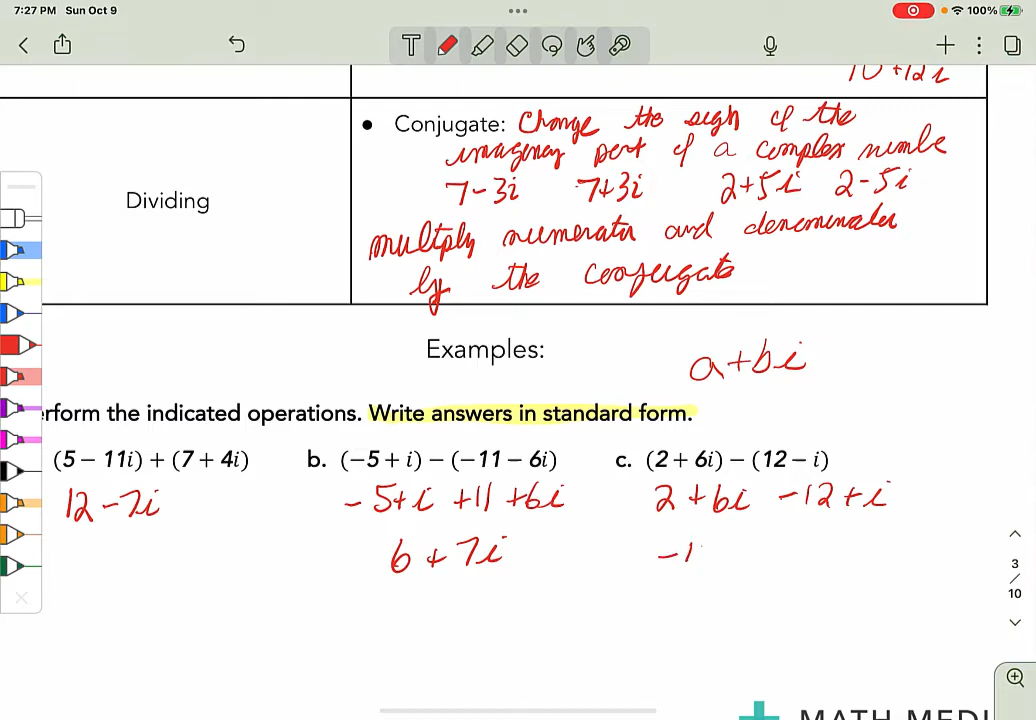 7:27 PM Sun Oct 9
100%
T
10 +12i
Dividing
• Conjugate: Change the sign of the
imaginary part of a complex numbe
7-3i 7+3i 2+5i 2-5i
multiply numerator and denominator
by the conjugate
Examples:
a+bi
erform the indicated operations. Write answers in standard form.
(5 − 11i) + (7 + 4i)
12 -7i
b. (−5 + i) − (−11 − 6i)
-5+i +11 +6i
6 + 7i
c. (2 + 6i) − (12 − i)
2 +6i -12 +i
-1
3
/
10
MATH MEDI